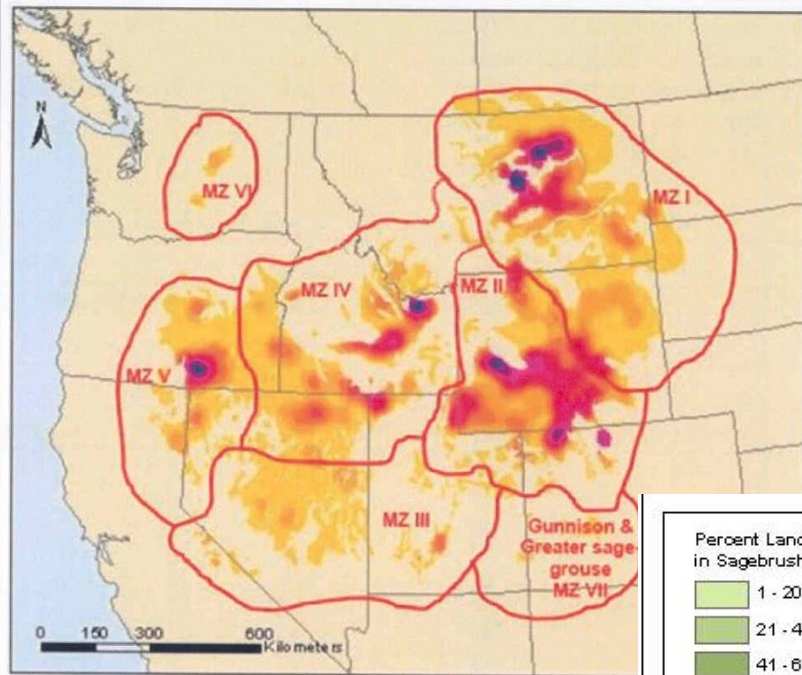 N
MZ VI
MZ I
MZ IV
MZ II
MZ V
MZ III
Gunnison &
Greater sage-
grouse
MZ VII
0 150 300 600
Kilometers
Percent Land
in Sagebrush
1 - 20
21 - 4
41 - 6